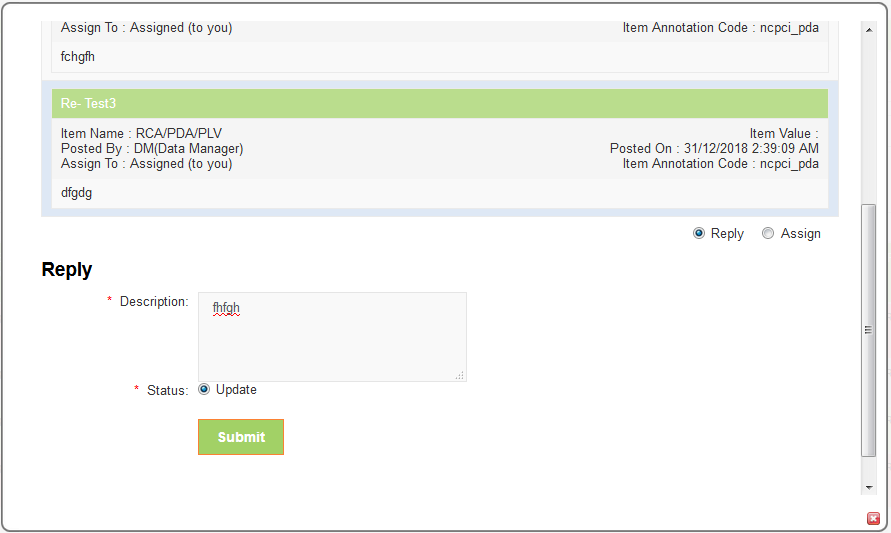 Assign To : Assigned (to you) Item Annotation Code : ncpci_pda
fchgfh
Re- Test3
Item Name : RCA/PDA/PLV Item Value :
Posted By : DM(Data Manager) Posted On : 31/12/2018 2:39:09 AM
Assign To : Assigned (to you) Item Annotation Code : ncpci_pda
dfgdg
Reply Assign
Reply
* Description: fhfgh
* Status: Update
Submit